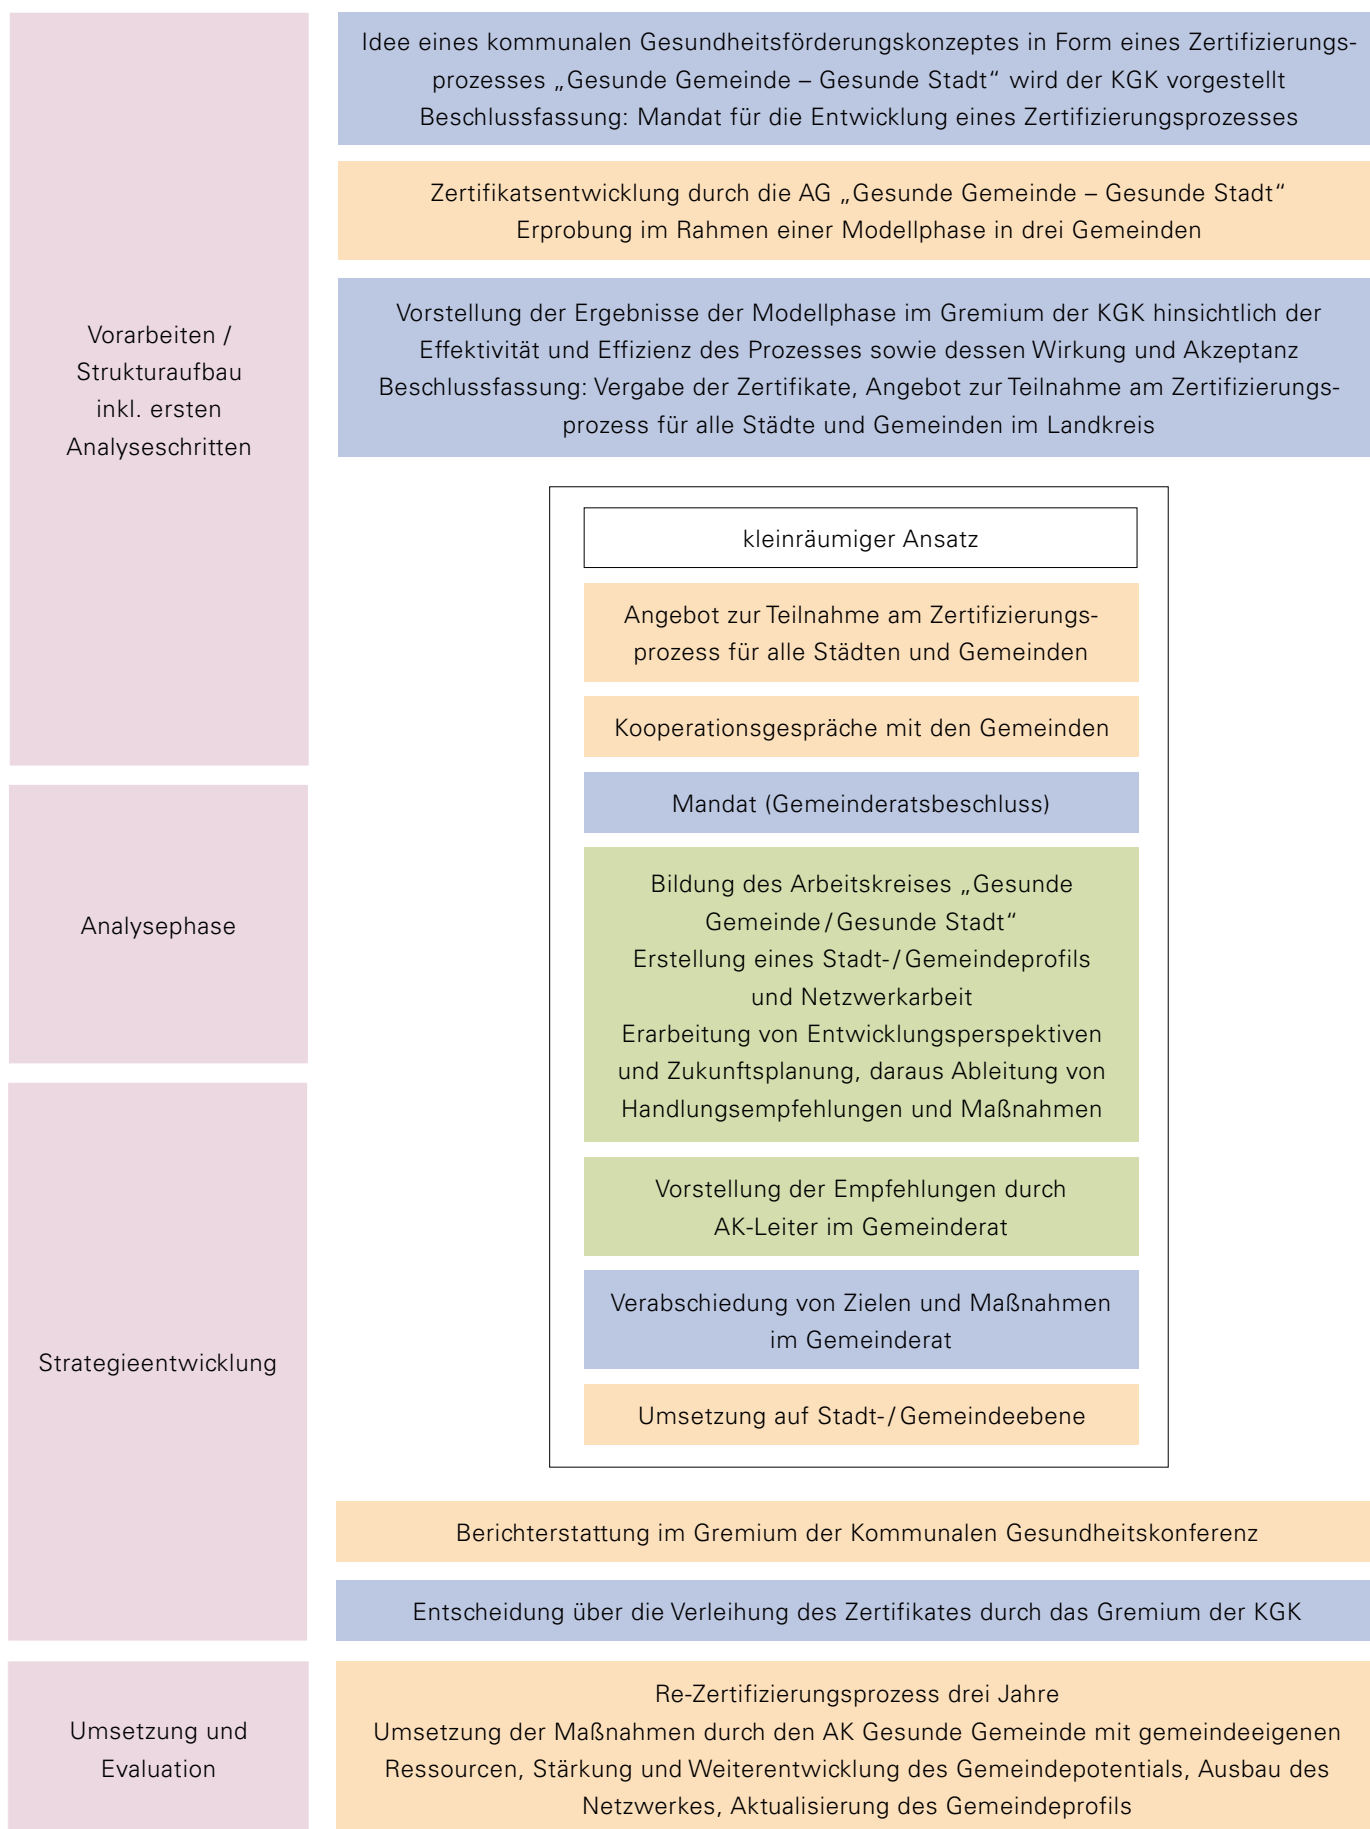 Vorarbeiten /
Strukturaufbau
inkl. ersten
Analyseschritten
Idee eines kommunalen Gesundheitsförderungskonzeptes in Form eines Zertifizierungs-
prozesses „Gesunde Gemeinde – Gesunde Stadt“ wird der KGK vorgestellt
Beschlussfassung: Mandat für die Entwicklung eines Zertifizierungsprozesses
Zertifikatsentwicklung durch die AG „Gesunde Gemeinde – Gesunde Stadt“
Erprobung im Rahmen einer Modellphase in drei Gemeinden
Vorstellung der Ergebnisse der Modellphase im Gremium der KGK hinsichtlich der
Effektivität und Effizienz des Prozesses sowie dessen Wirkung und Akzeptanz
Beschlussfassung: Vergabe der Zertifikate, Angebot zur Teilnahme am Zertifizierungs-
prozess für alle Städte und Gemeinden im Landkreis
kleinräumiger Ansatz
Angebot zur Teilnahme am Zertifizierungs-
prozess für alle Städten und Gemeinden
Kooperationsgespräche mit den Gemeinden
Analysephase
Mandat (Gemeinderatsbeschluss)
Bildung des Arbeitskreises „Gesunde
Gemeinde / Gesunde Stadt“
Erstellung eines Stadt- / Gemeindeprofils
und Netzwerkarbeit
Erarbeitung von Entwicklungsperspektiven
und Zukunftsplanung, daraus Ableitung von
Handlungsempfehlungen und Maßnahmen
Strategieentwicklung
Vorstellung der Empfehlungen durch
AK-Leiter im Gemeinderat
Verabschiedung von Zielen und Maßnahmen
im Gemeinderat
Umsetzung auf Stadt- / Gemeindeebene
Berichterstattung im Gremium der Kommunalen Gesundheitskonferenz
Entscheidung über die Verleihung des Zertifikates durch das Gremium der KGK
Umsetzung und
Evaluation
Re-Zertifizierungsprozess drei Jahre
Umsetzung der Maßnahmen durch den AK Gesunde Gemeinde mit gemeindeeigenen
Ressourcen, Stärkung und Weiterentwicklung des Gemeindepotentials, Ausbau des
Netzwerkes, Aktualisierung des Gemeindeprofils